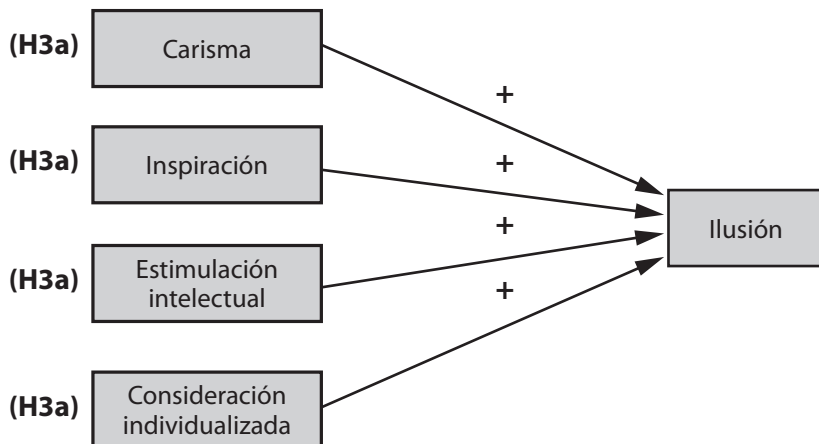 (H3a) Carisma
+
(H3a) Inspiración
+
Ilusión
+
(H3a) Estimulación
intelectual
+
(H3a) Consideración
individualizada